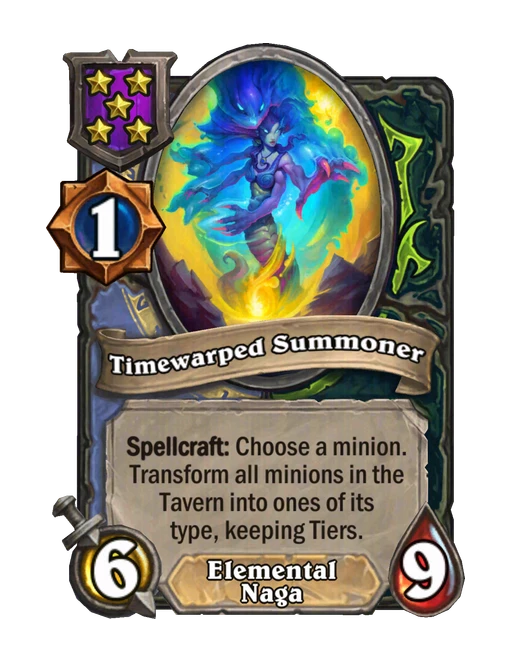 1
Timewarped Summoner
Spellcraft: Choose a minion.
Transform all minions in the
Tavern into ones of its
type, keeping Tiers.
6
Elemental
Naga
9